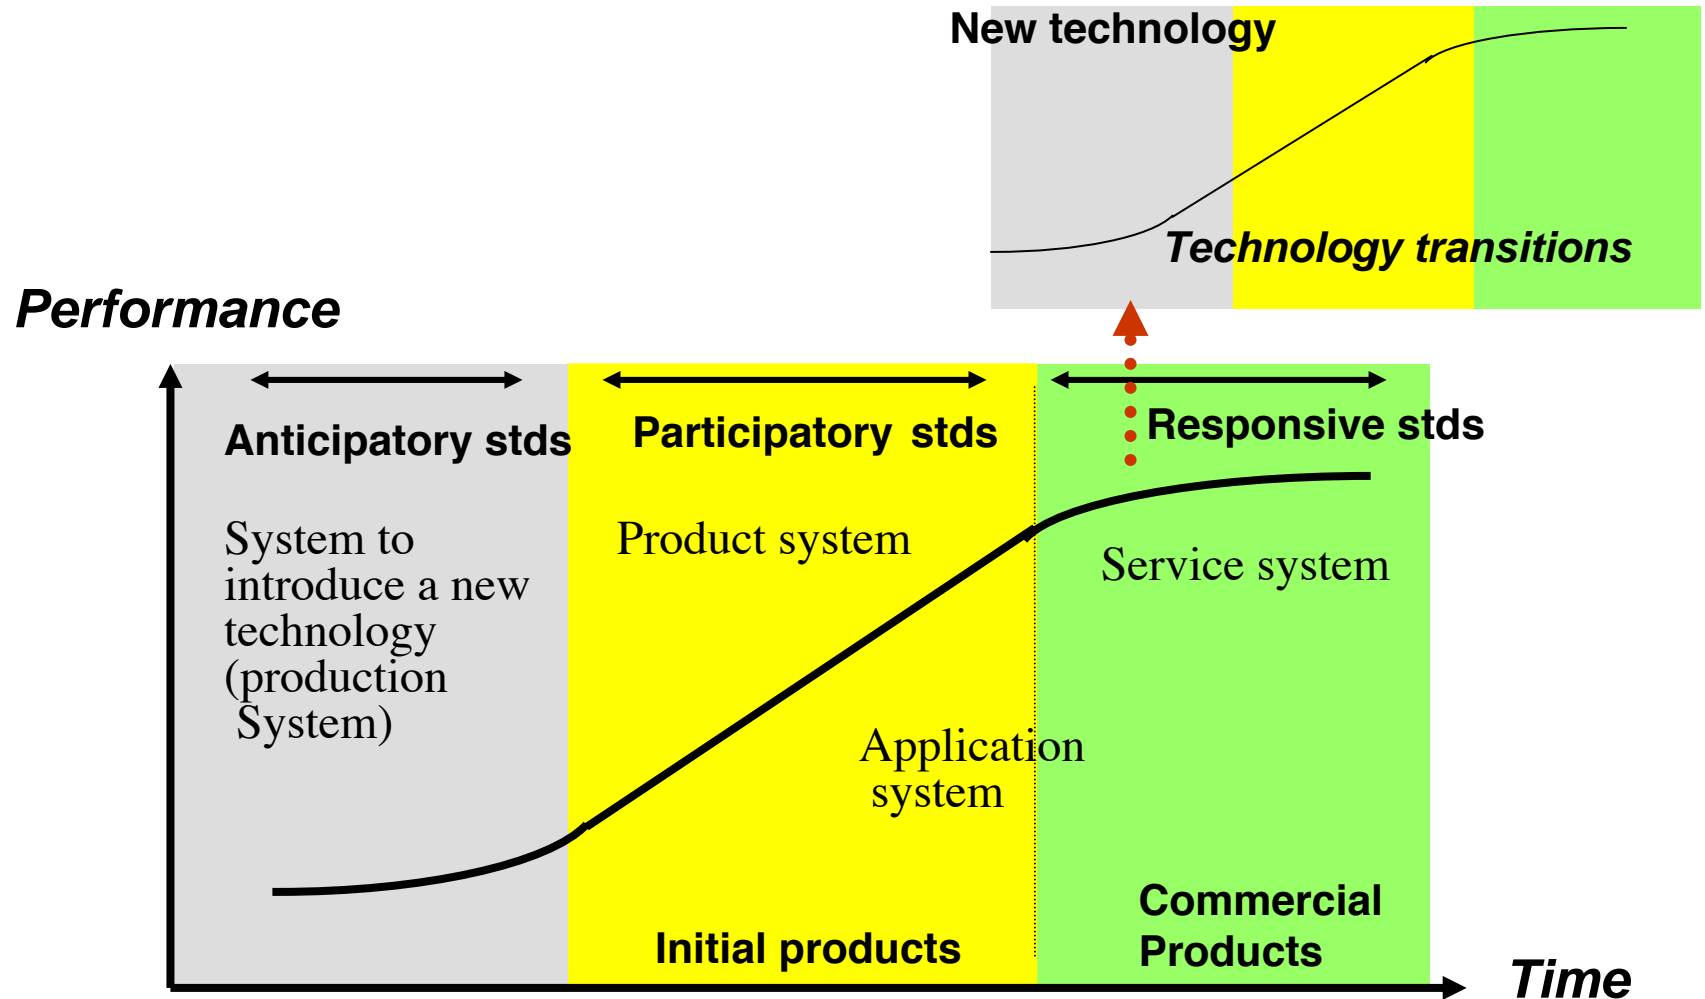 New technology
Technology transitions
Performance
Anticipatory stds
Participatory stds
Responsive stds
System to
introduce a new
technology
(production
System)
Product system
Service system
Application
system
Initial products
Commercial
Products
Time